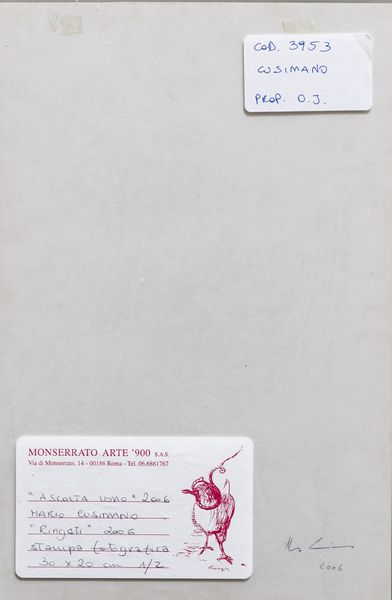 COD. 3953
CUSIMANO
PROP. O.J.
MONSERRATO ARTE '900 S.A.S.
Via di Monserrato, 14 - 00186 Roma - Tel. 06.6861767
"ASCOLTA UOMO" 2006
MARIO CUSIMANO
"Ringoti" 2006
stampa fotografica
30 x 20 cm 1/2
2006